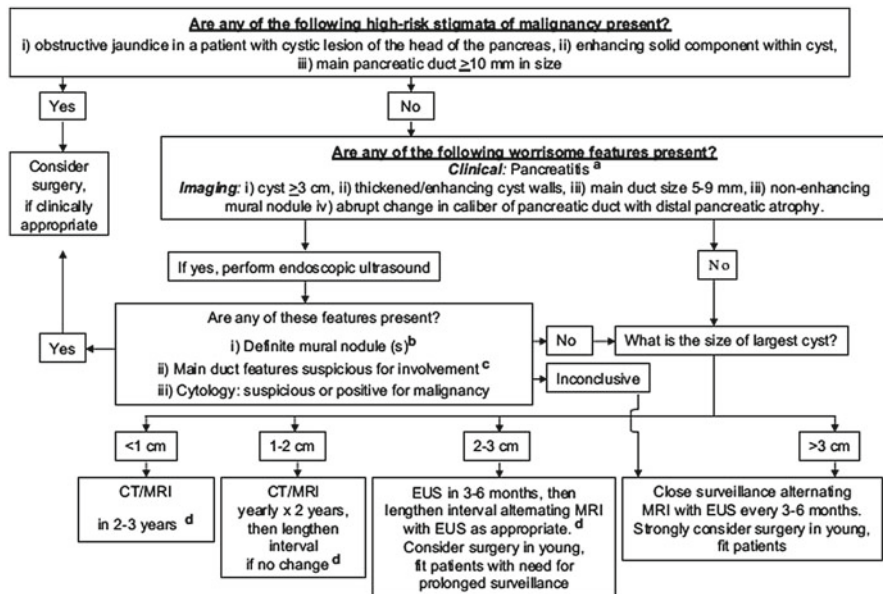 Are any of the following high-risk stigmata of malignancy present?
i) obstructive jaundice in a patient with cystic lesion of the head of the pancreas, ii) enhancing solid component within cyst,
iii) main pancreatic duct ≥10 mm in size
Yes
No
Consider
surgery,
if clinically
appropriate
Are any of the following worrisome features present?
Clinical: Pancreatitis a
Imaging: i) cyst ≥3 cm, ii) thickened/enhancing cyst walls, iii) main duct size 5-9 mm, iii) non-enhancing
mural nodule iv) abrupt change in caliber of pancreatic duct with distal pancreatic atrophy.
If yes, perform endoscopic ultrasound
No
Are any of these features present?
i) Definite mural nodule (s) b
ii) Main duct features suspicious for involvement c
iii) Cytology: suspicious or positive for malignancy
Yes
No
Inconclusive
What is the size of largest cyst?
<1 cm
1-2 cm
2-3 cm
>3 cm
CT/MRI
in 2-3 years d
CT/MRI
yearly x 2 years,
then lengthen
interval
if no change d
EUS in 3-6 months, then
lengthen interval alternating MRI
with EUS as appropriate. d
Consider surgery in young,
fit patients with need for
prolonged surveillance
Close surveillance alternating
MRI with EUS every 3-6 months.
Strongly consider surgery in young,
fit patients